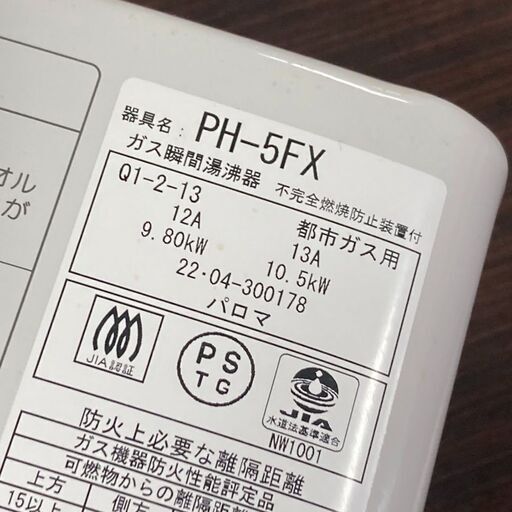 オル
が
器具名：PH-5FX
ガス瞬間湯沸器 不完全燃焼防止装置付
Q1-2-13 都市ガス用
12A 13A
9.80kW 10.5kW
22・04-300178
パロマ
JIA認証
PS
TG
JIA
水道法基準適合
NW1001
防火上必要な離隔距離
ガス機器防火性能評定品
可燃物からの離隔距離
上方 側方
15以上